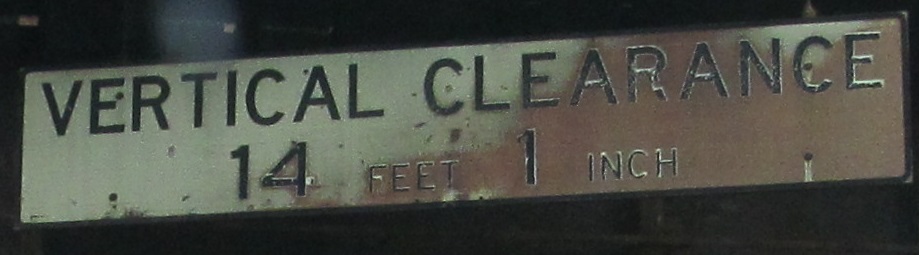 VERTICAL CLEARANCE
14 FEET 1 INCH